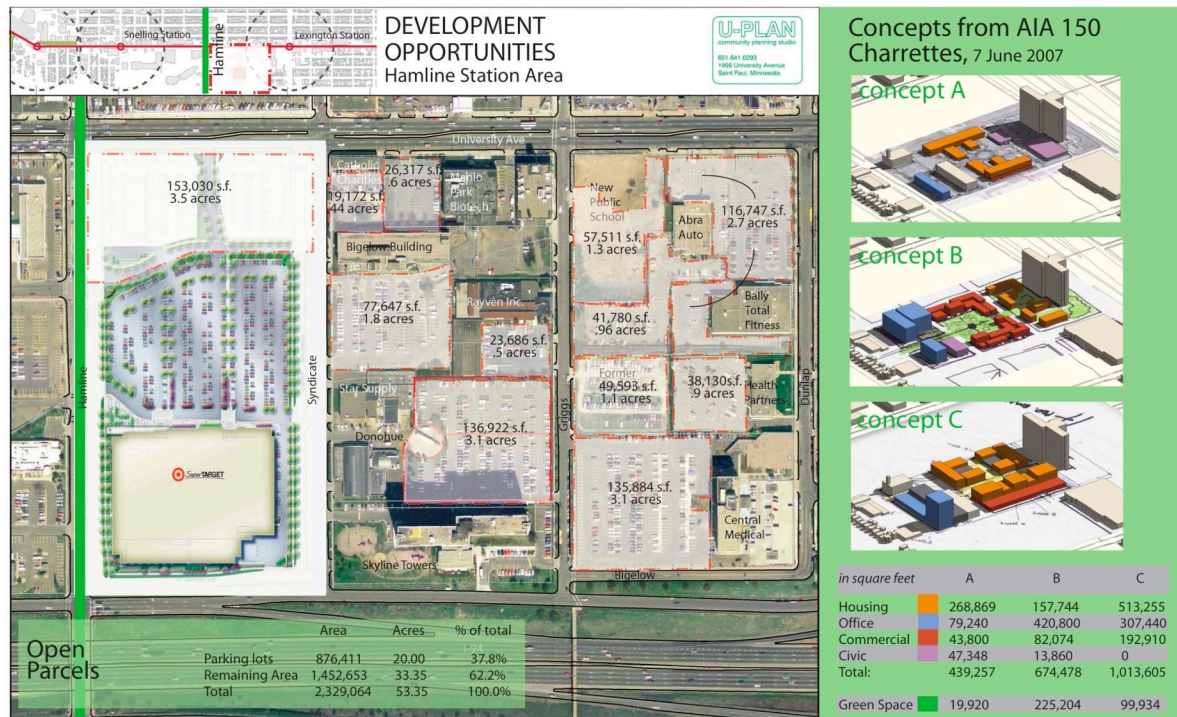 Snelling Station
Lexington Station
Hamline
DEVELOPMENT
OPPORTUNITIES
Hamline Station Area
U-PLAN
community planning studio
651.641.0293
1956 University Avenue
Saint Paul, Minnesota
Concepts from AIA 150
Charrettes, 7 June 2007
concept A
concept B
concept C
University Ave
153,030 s.f.
3.5 acres
Catholic
Charities
19,172 s.f.
.44 acres
26,317 s.f.
.6 acres
Menlo
Park
Biotech
Bigelow Building
New
Public
School
57,511 s.f.
1.3 acres
Abra
Auto
116,747 s.f.
2.7 acres
77,647 s.f.
1.8 acres
Rayven Inc.
23,686 s.f.
.5 acres
41,780 s.f.
.96 acres
Bally
Total
Fitness
Hamline
Syndicate
Griggs
Dunlap
Star Supply
Former
49,593 s.f.
1.1 acres
38,130s.f.
.9 acres
Health
Partners
Donohue
136,922 s.f.
3.1 acres
SuperTARGET
135,884 s.f.
3.1 acres
Central
Medical
Skyline Towers
Bigelow
I-94
Open
Parcels
Area Acres % of total
Parking lots 876,411 20.00 37.8%
Remaining Area 1,452,653 33.35 62.2%
Total 2,329,064 53.35 100.0%
in square feet A B C
Housing 268,869 157,744 513,255
Office 79,240 420,800 307,440
Commercial 43,800 82,074 192,910
Civic 47,348 13,860 0
Total: 439,257 674,478 1,013,605
Green Space 19,920 225,204 99,934